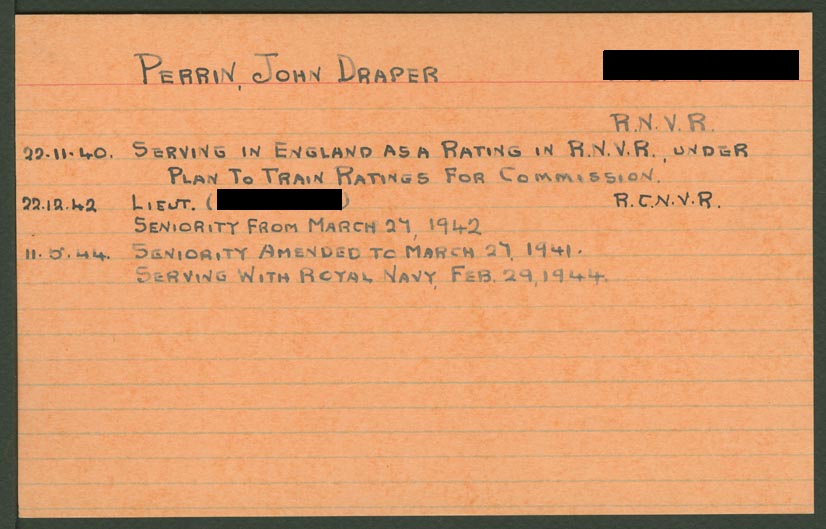 PERRIN, JOHN DRAPER
R.N.V.R.
22.11.40. SERVING IN ENGLAND AS A RATING IN R.N.V.R., UNDER
PLAN TO TRAIN RATINGS FOR COMMISSION.
22.12.42 LIEUT. ( ) R.C.N.V.R.
SENIORITY FROM MARCH 27, 1942
11.5.44. SENIORITY AMENDED TO MARCH 27, 1941.
SERVING WITH ROYAL NAVY, FEB. 29, 1944.